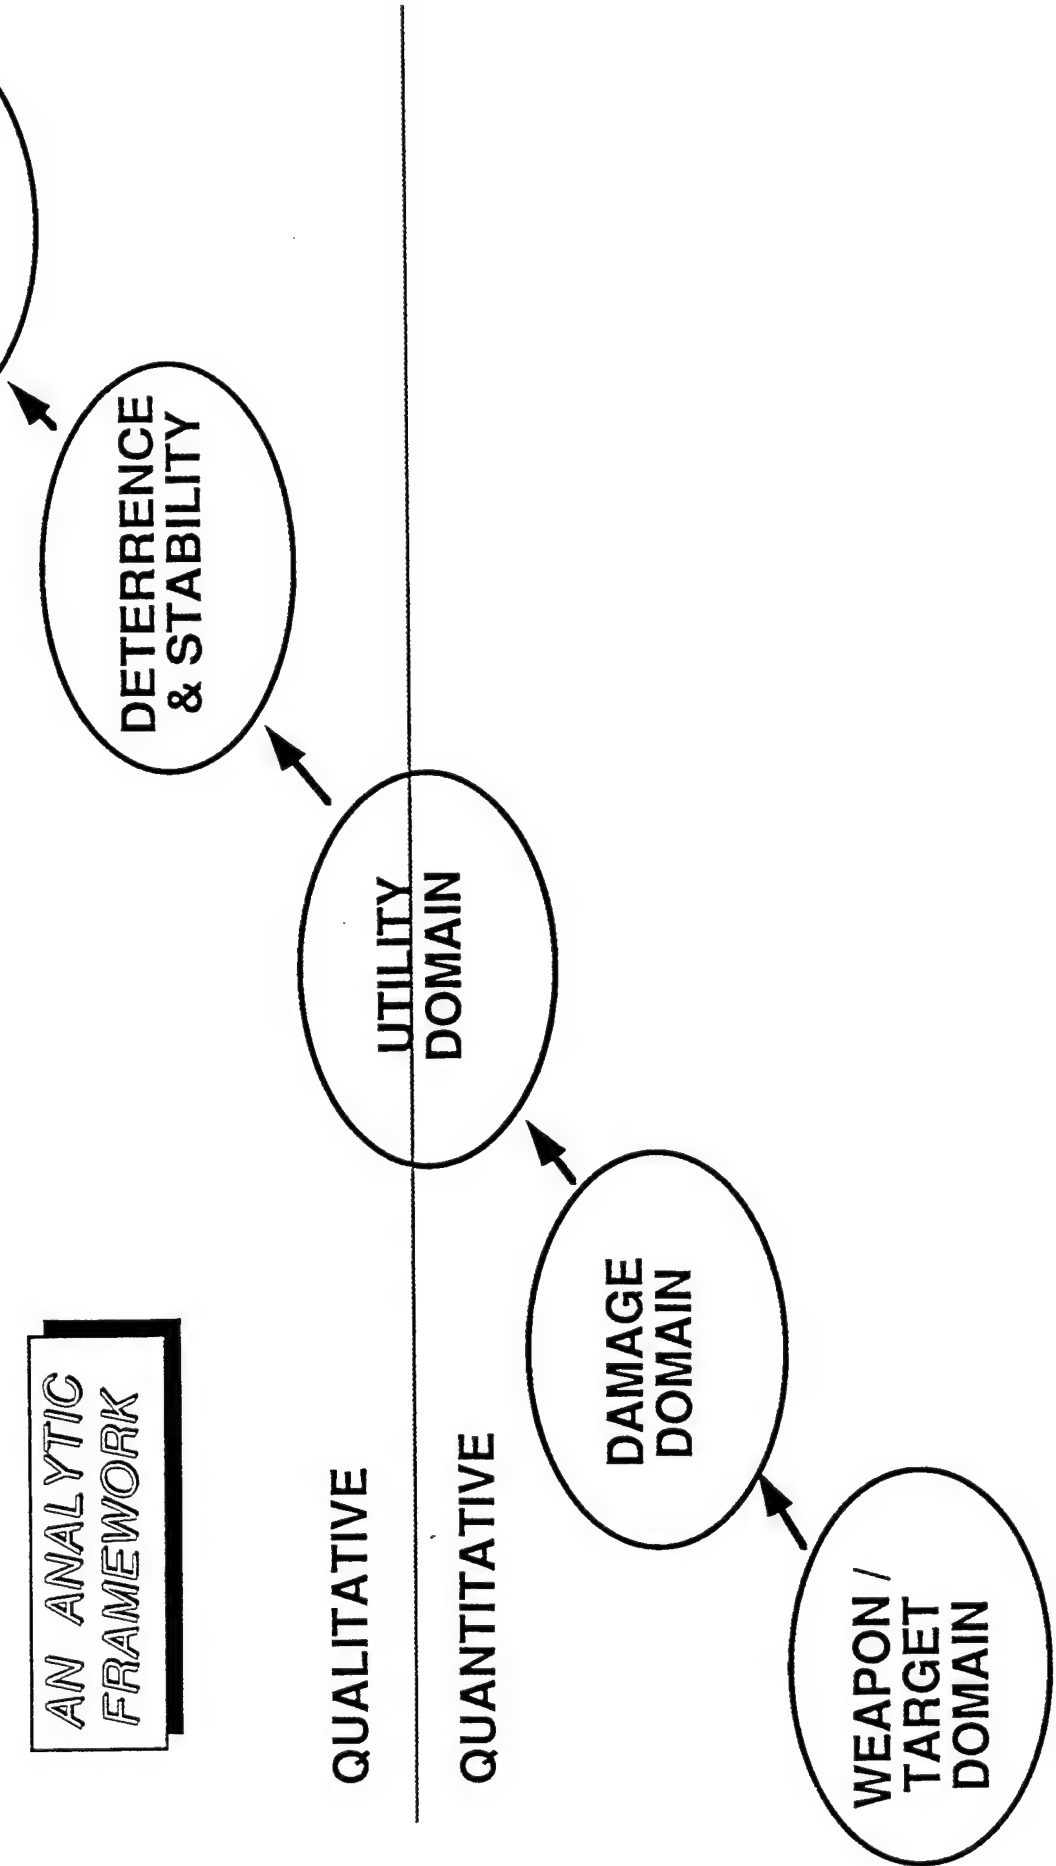 AN ANALYTIC
FRAMEWORK
QUALITATIVE
QUANTITATIVE
DETERRENCE
& STABILITY
UTILITY
DOMAIN
DAMAGE
DOMAIN
WEAPON /
TARGET
DOMAIN